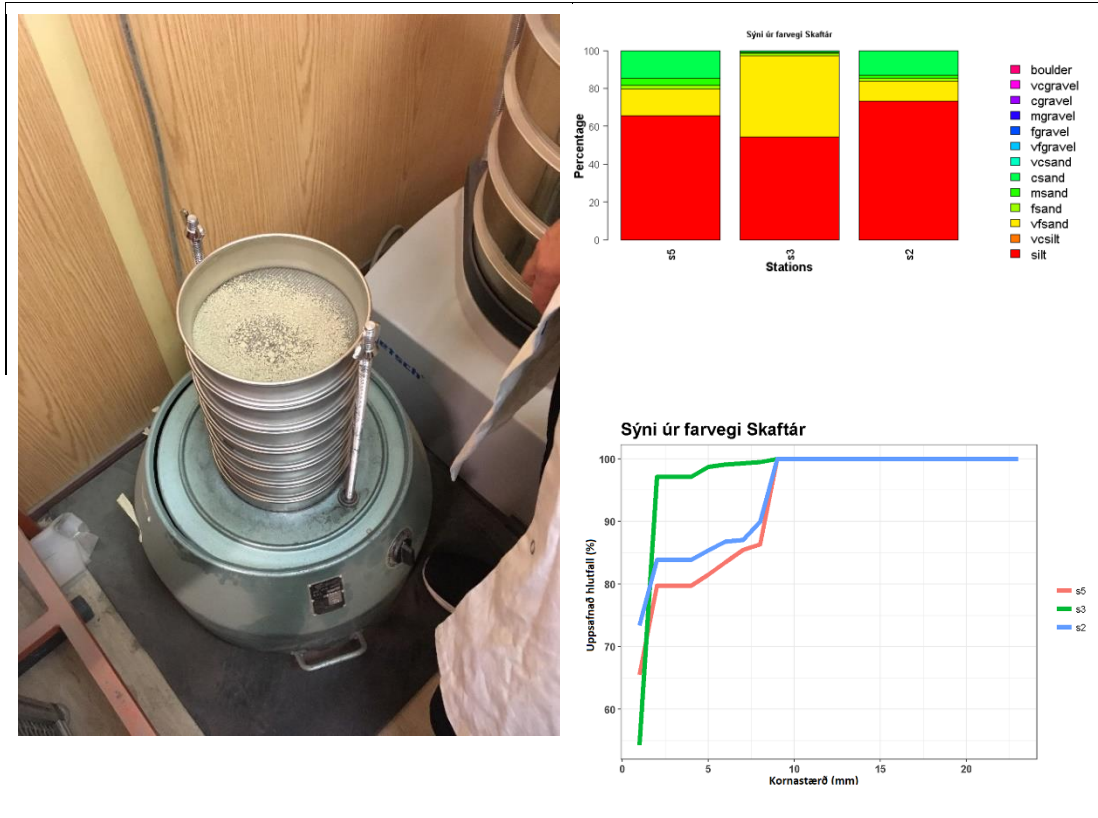 etsch
Sýni úr farvegi Skaftár
Percentage
100
80
60
40
20
0
s5
s3
s2
Stations
boulder
vcgravel
cgravel
mgravel
fgravel
vfgravel
vcsand
csand
msand
fsand
vfsand
vcsilt
silt
Sýni úr farvegi Skaftár
Uppsafnað hlutfall (%)
100
90
80
70
60
0 5 10 15 20
Kornastærð (mm)
s5
s3
s2